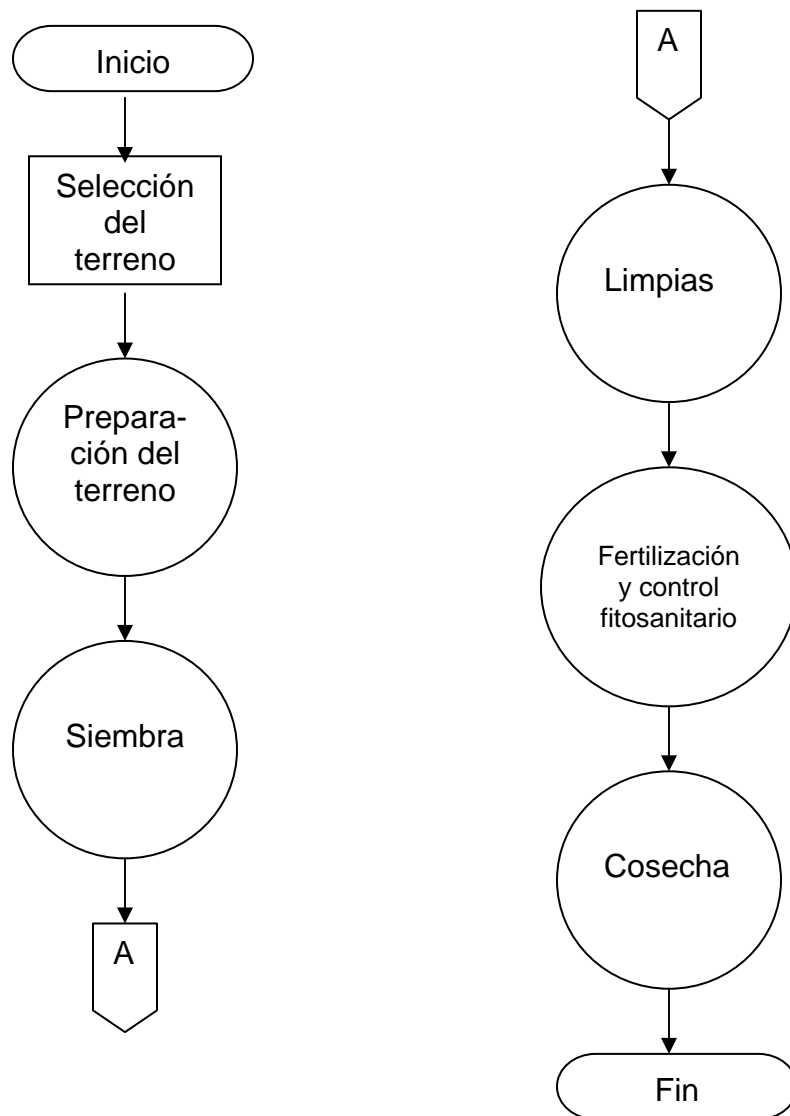 Inicio
Selección
del
terreno
Prepara-
ción del
terreno
Siembra
A
A
Limpias
Fertilización
y control
fitosanitario
Cosecha
Fin